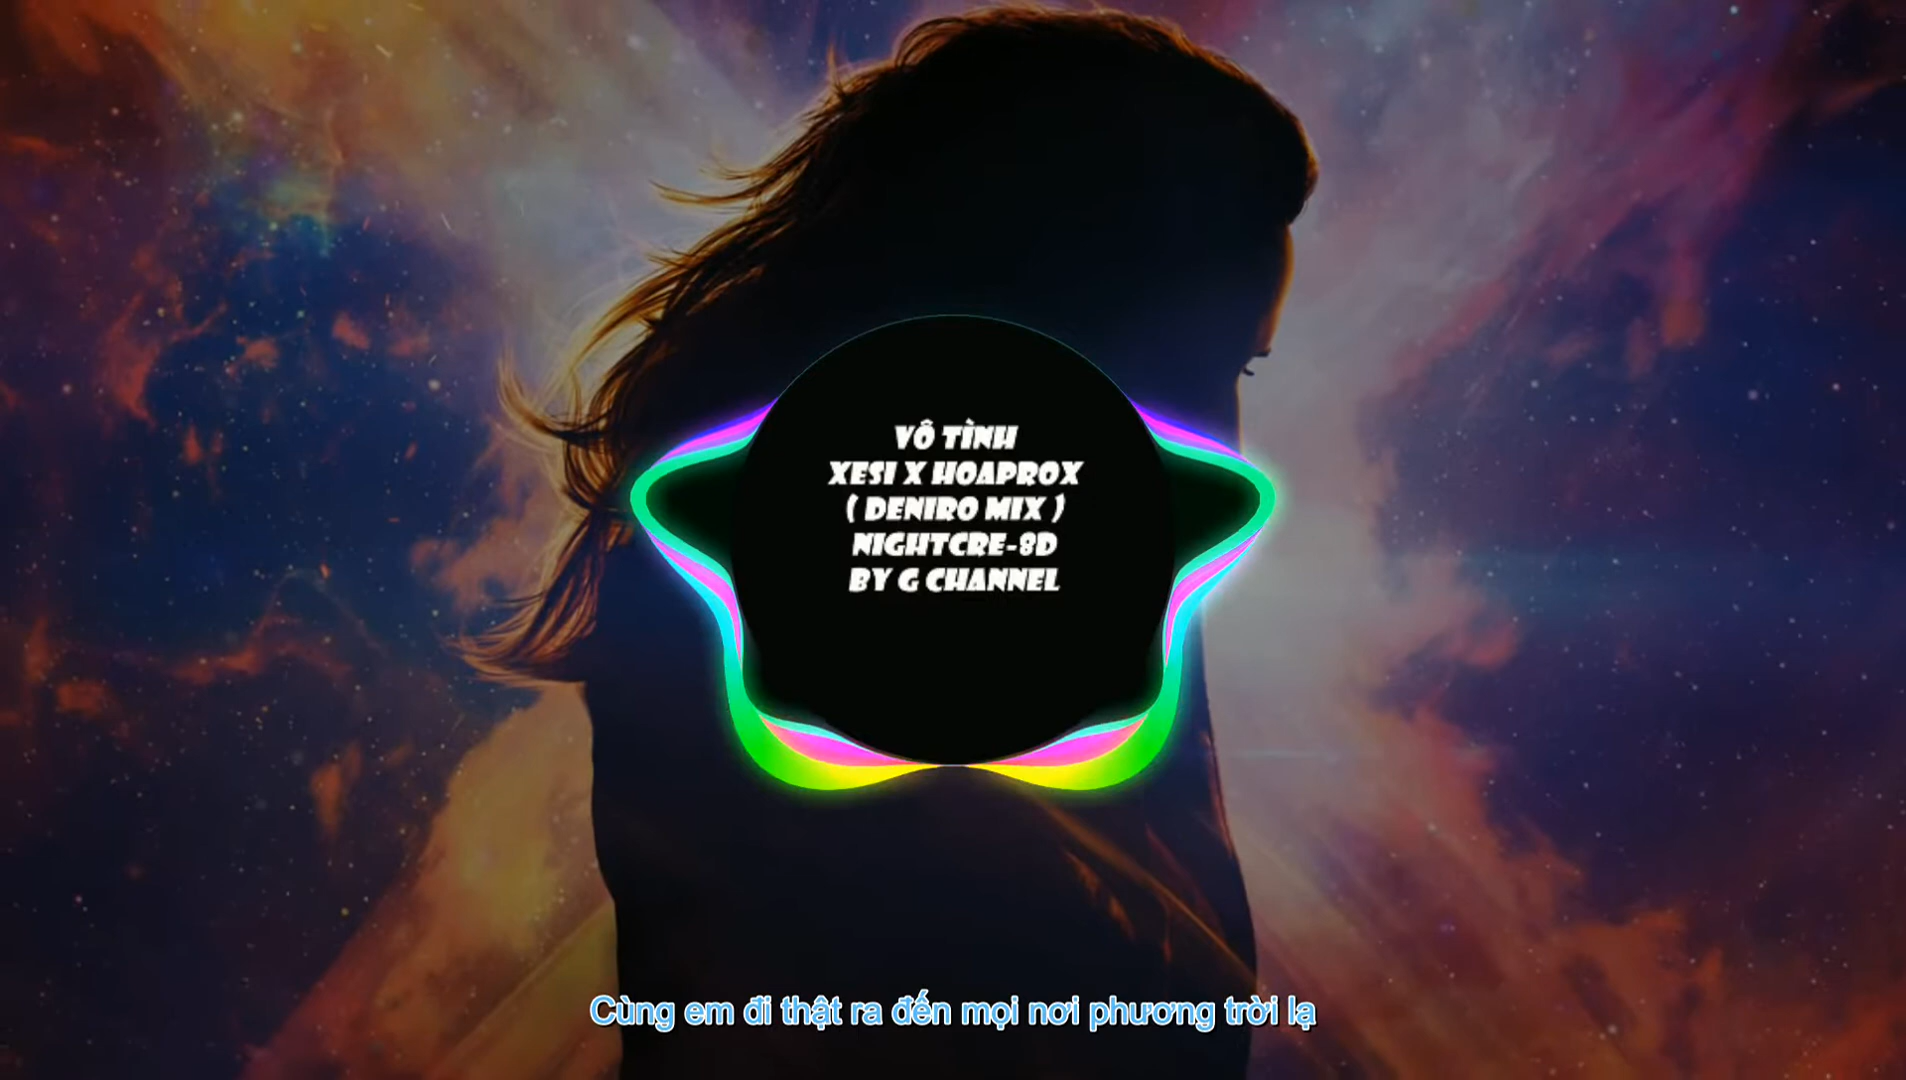 VÔ TÌNH
XESI X HOAPROX
( DENIRO MIX )
NIGHTCRE-8D
BY G CHANNEL
Cùng em đi thật ra đến mọi nơi phương trời lạ